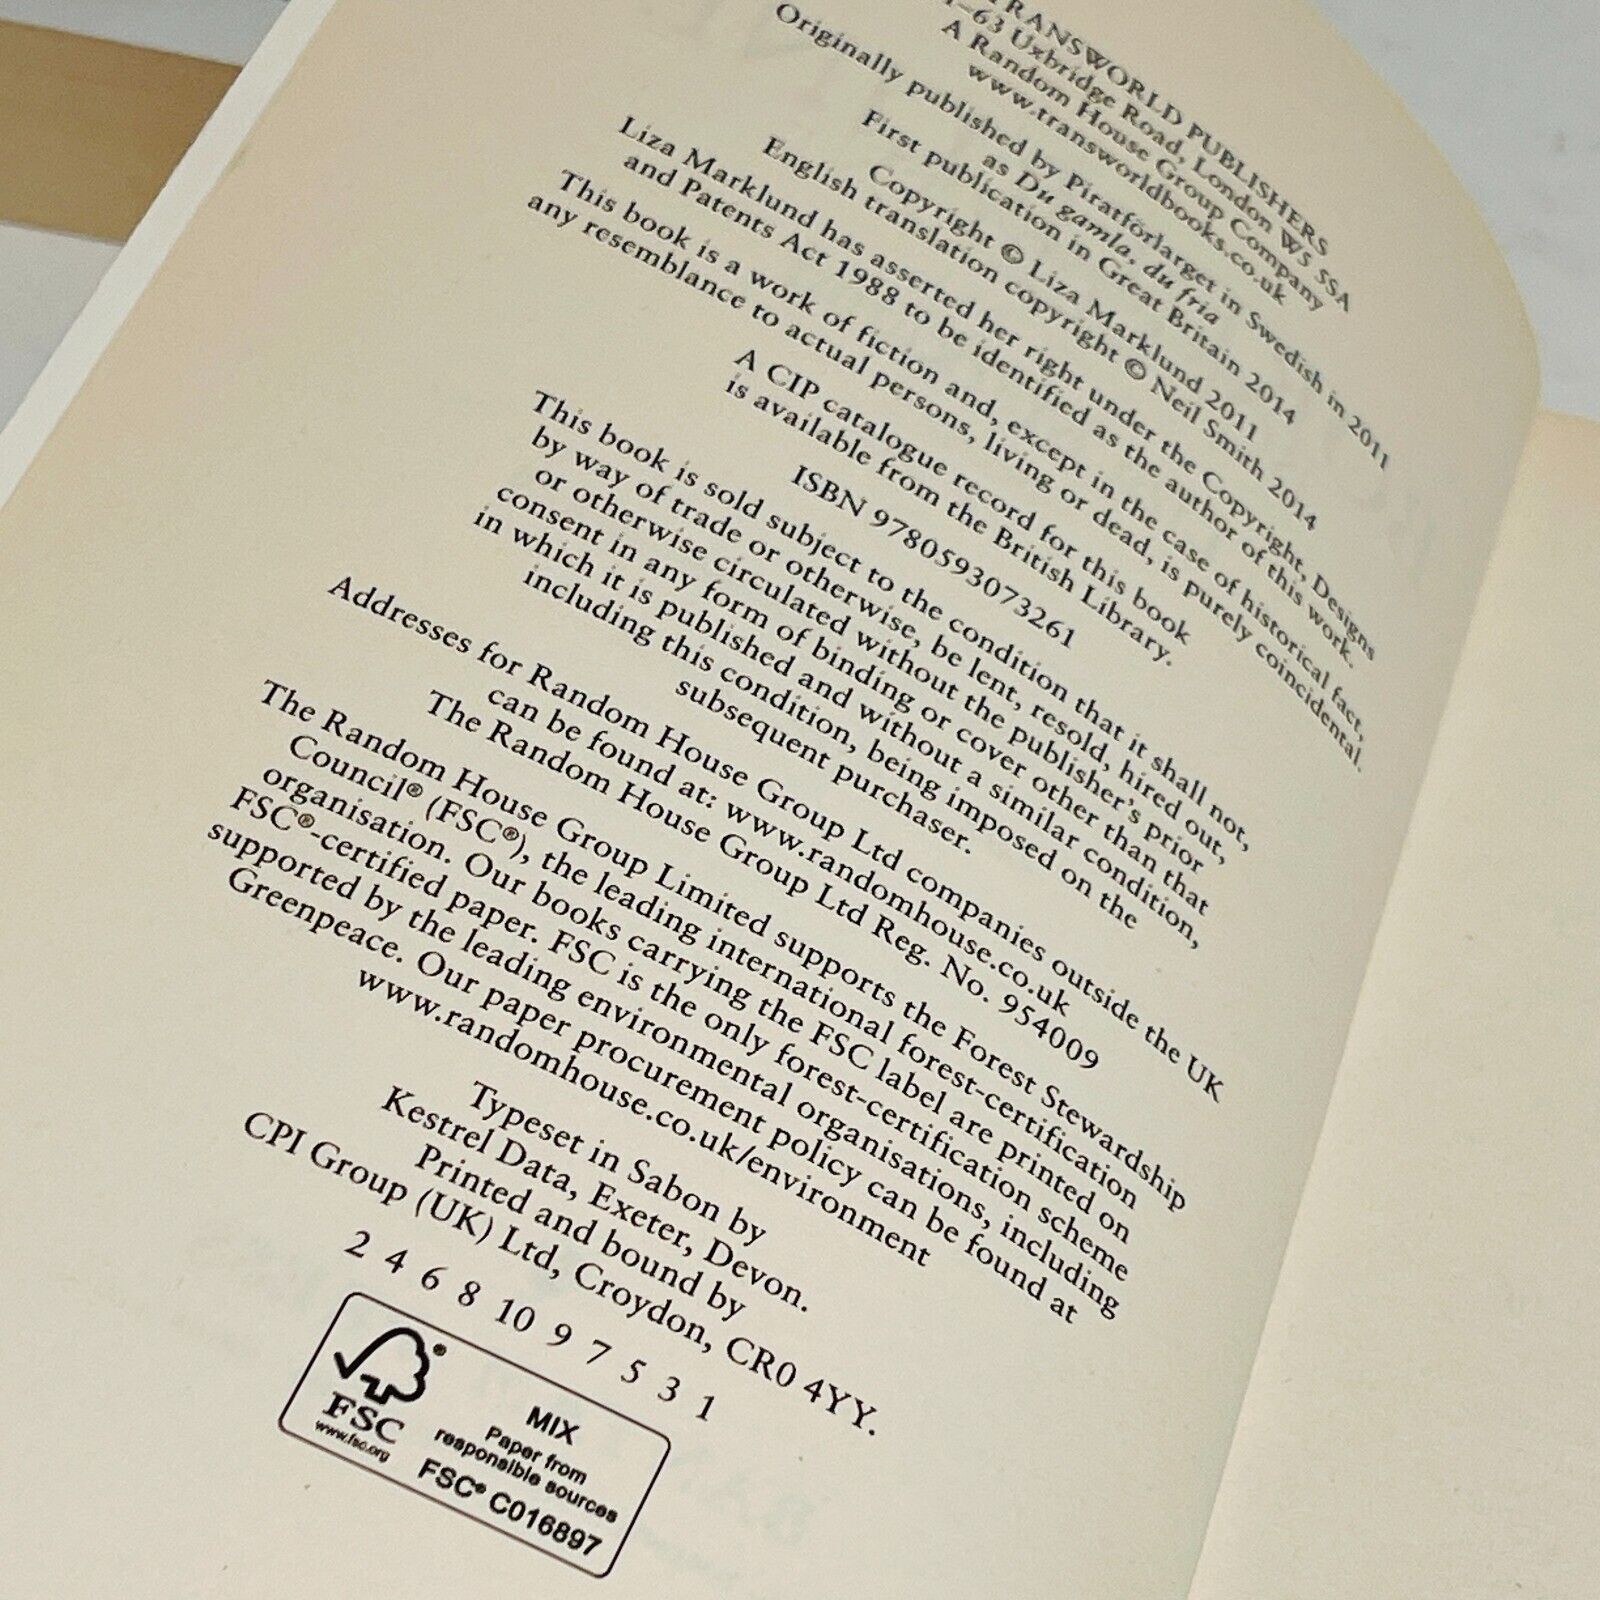 TRANSWORLD PUBLISHERS
63 Uxbridge Road, London W5 5SA
A Random House Group Company
www.transworldbooks.co.uk
Originally published by Piratförlarget in Swedish in 2011
as Du gamla, du fria
First publication in Great Britain 2014
Copyright © Liza Marklund 2011
English translation copyright © Neil Smith 2014
Liza Marklund has asserted her right under the Copyright, Designs
and Patents Act 1988 to be identified as the author of this work.
This book is a work of fiction and, except in the case of historical fact,
any resemblance to actual persons, living or dead, is purely coincidental.
A CIP catalogue record for this book
is available from the British Library.
ISBN 9780593073261
This book is sold subject to the condition that it shall not,
by way of trade or otherwise, be lent, resold, hired out,
or otherwise circulated without the publisher's prior
consent in any form of binding or cover other than that
in which it is published and without a similar condition,
including this condition, being imposed on the
subsequent purchaser.
Addresses for Random House Group Ltd companies outside the UK
can be found at: www.randomhouse.co.uk
The Random House Group Ltd Reg. No. 954009
The Random House Group Limited supports the Forest Stewardship
Council® (FSC®), the leading international forest-certification
organisation. Our books carrying the FSC label are printed on
FSC®-certified paper. FSC is the only forest-certification scheme
supported by the leading environmental organisations, including
Greenpeace. Our paper procurement policy can be found at
www.randomhouse.co.uk/environment
Typeset in Sabon by
Kestrel Data, Exeter, Devon.
Printed and bound by
CPI Group (UK) Ltd, Croydon, CR0 4YY.
2 4 6 8 10 9 7 5 3 1
FSC
www.fsc.org
MIX
Paper from
responsible sources
FSC® C016897